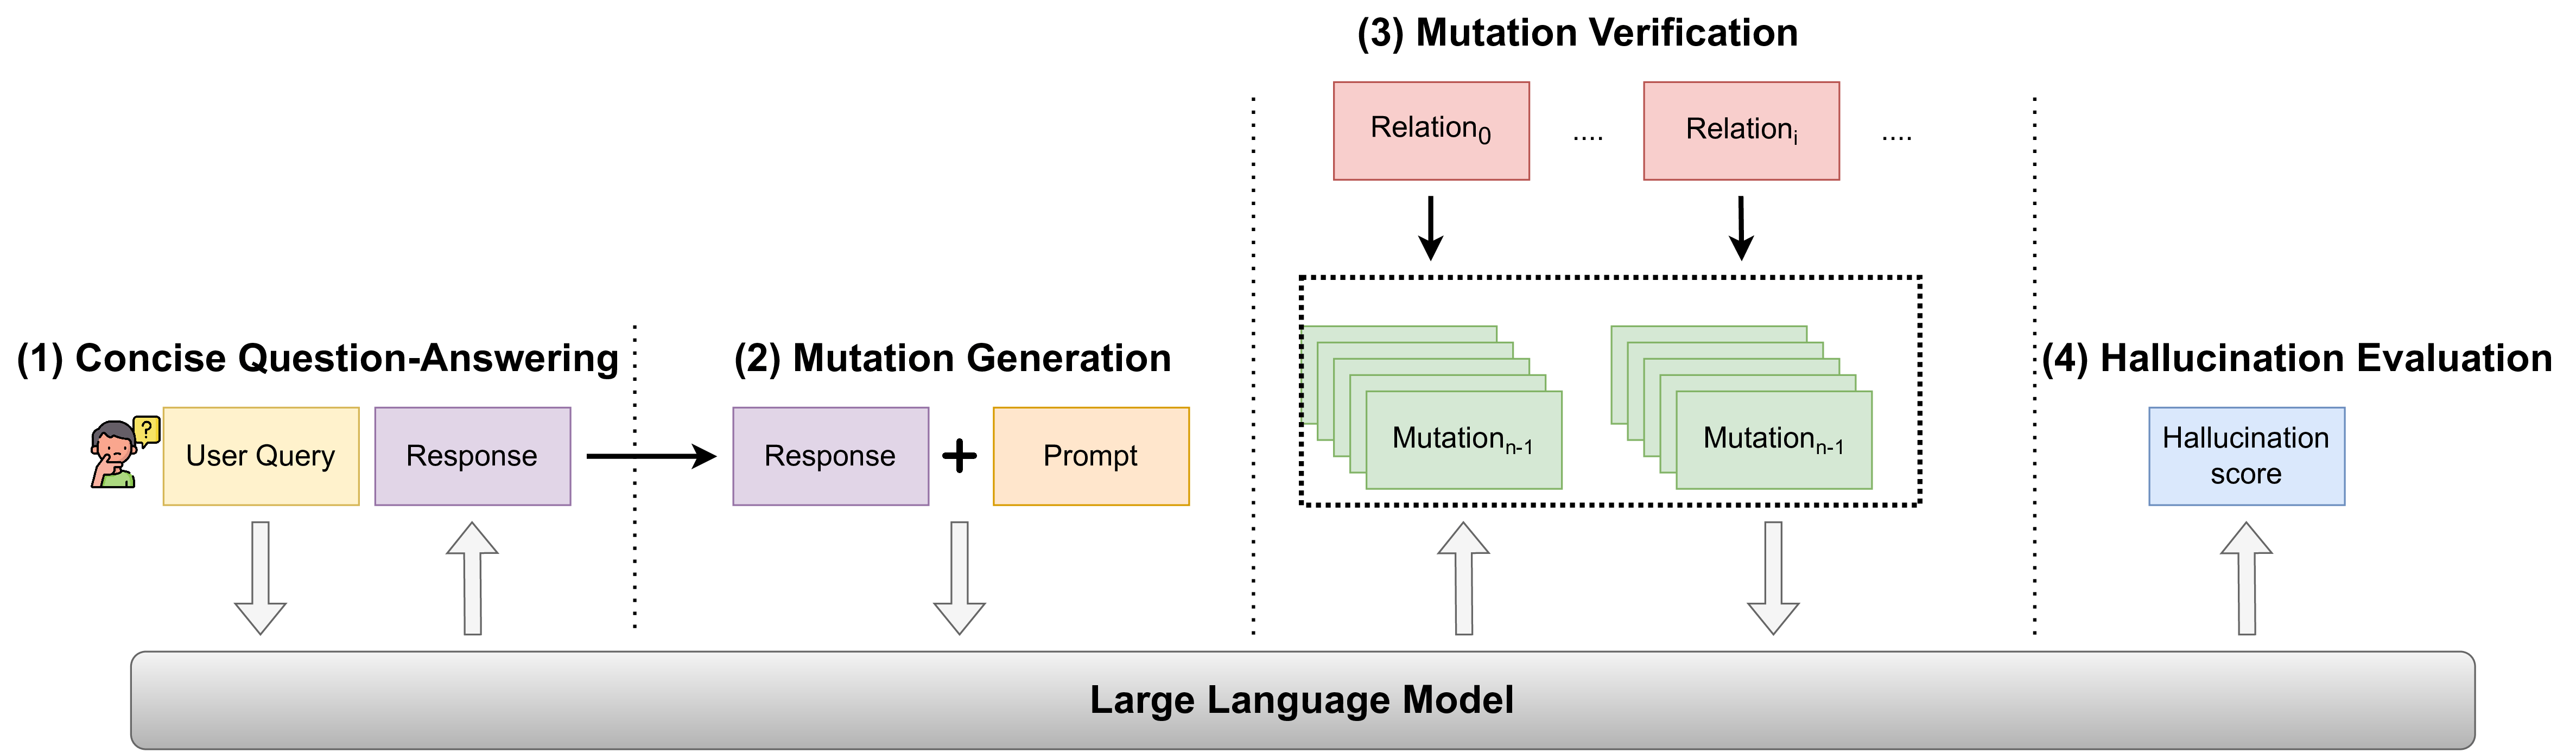 (3) Mutation Verification
Relation₀
....
Relationᵢ
....
(1) Concise Question-Answering
?
User Query
Response
(2) Mutation Generation
Response
+
Prompt
Mutationₙ₋₁
Mutationₙ₋₁
(4) Hallucination Evaluation
Hallucination
score
Large Language Model